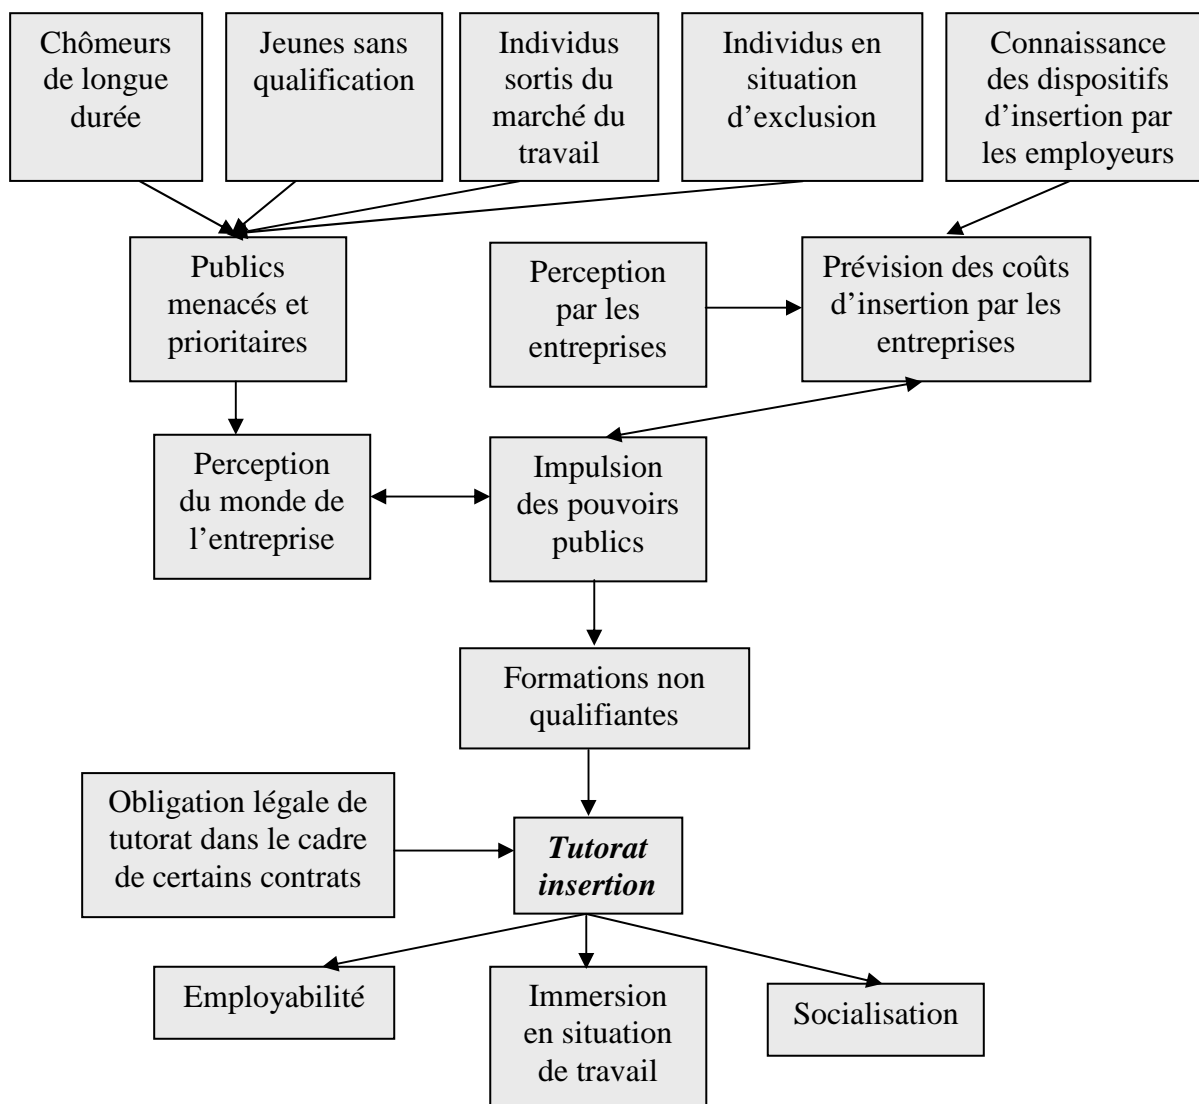 Chômeurs
de longue
durée
Jeunes sans
qualification
Individus
sortis du
marché du
travail
Individus en
situation
d’exclusion
Connaissance
des dispositifs
d’insertion par
les employeurs
Publics
menacés et
prioritaires
Perception
par les
entreprises
Prévision des coûts
d’insertion par les
entreprises
Perception
du monde de
l’entreprise
Impulsion
des pouvoirs
publics
Formations non
qualifiantes
Obligation légale de
tutorat dans le cadre
de certains contrats
Tutorat
insertion
Employabilité
Immersion
en situation
de travail
Socialisation